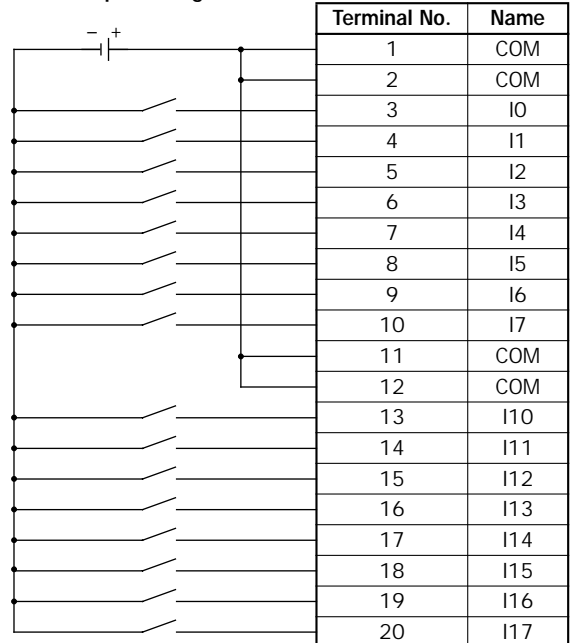 Terminal No. Name
− +
1 COM
2 COM
3 I0
4 I1
5 I2
6 I3
7 I4
8 I5
9 I6
10 I7
11 COM
12 COM
13 I10
14 I11
15 I12
16 I13
17 I14
18 I15
19 I16
20 I17